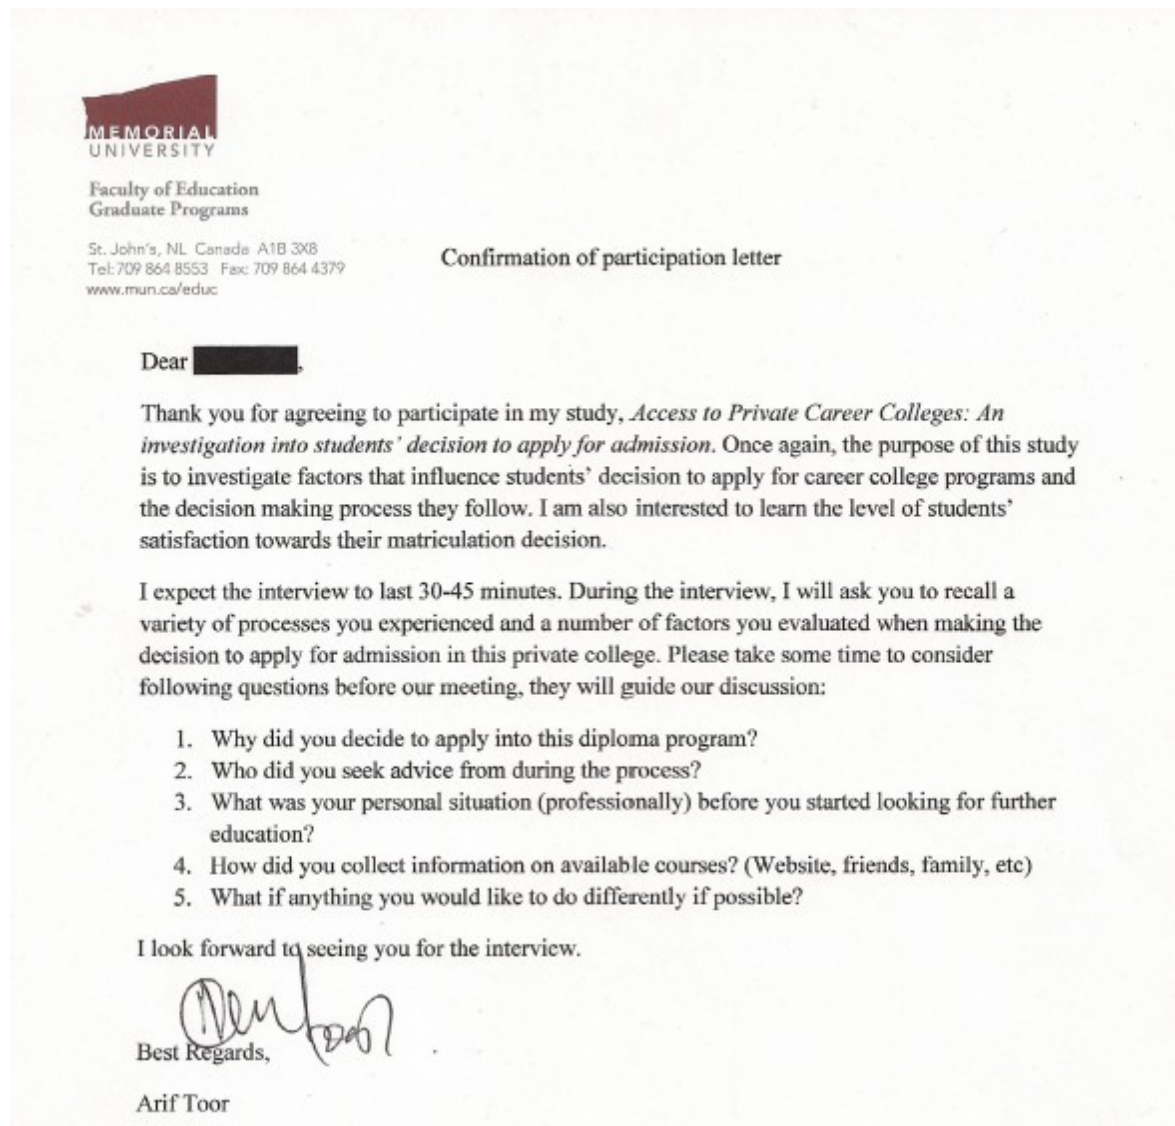 MEMORIAL
UNIVERSITY
Faculty of Education
Graduate Programs
St. John's, NL Canada A1B 3X8
Tel: 709 864 8553 Fax: 709 864 4379
www.mun.ca/educ
Confirmation of participation letter
Dear ,
Thank you for agreeing to participate in my study, Access to Private Career Colleges: An
investigation into students' decision to apply for admission. Once again, the purpose of this study
is to investigate factors that influence students' decision to apply for career college programs and
the decision making process they follow. I am also interested to learn the level of students'
satisfaction towards their matriculation decision.
I expect the interview to last 30-45 minutes. During the interview, I will ask you to recall a
variety of processes you experienced and a number of factors you evaluated when making the
decision to apply for admission in this private college. Please take some time to consider
following questions before our meeting, they will guide our discussion:
1. Why did you decide to apply into this diploma program?
2. Who did you seek advice from during the process?
3. What was your personal situation (professionally) before you started looking for further
education?
4. How did you collect information on available courses? (Website, friends, family, etc)
5. What if anything you would like to do differently if possible?
I look forward to seeing you for the interview.
Best Regards,
Arif Toor